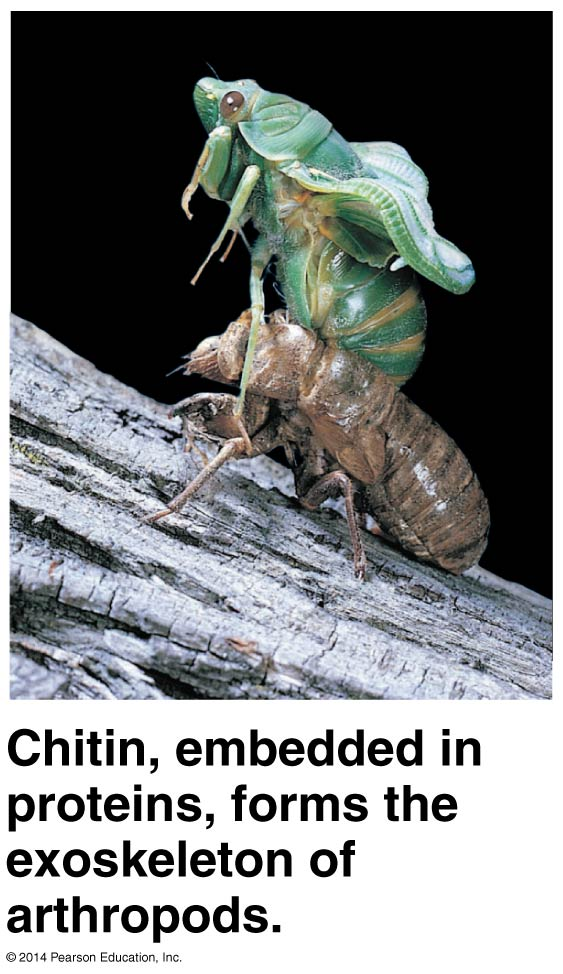 Chitin, embedded in
proteins, forms the
exoskeleton of
arthropods.
© 2014 Pearson Education, Inc.